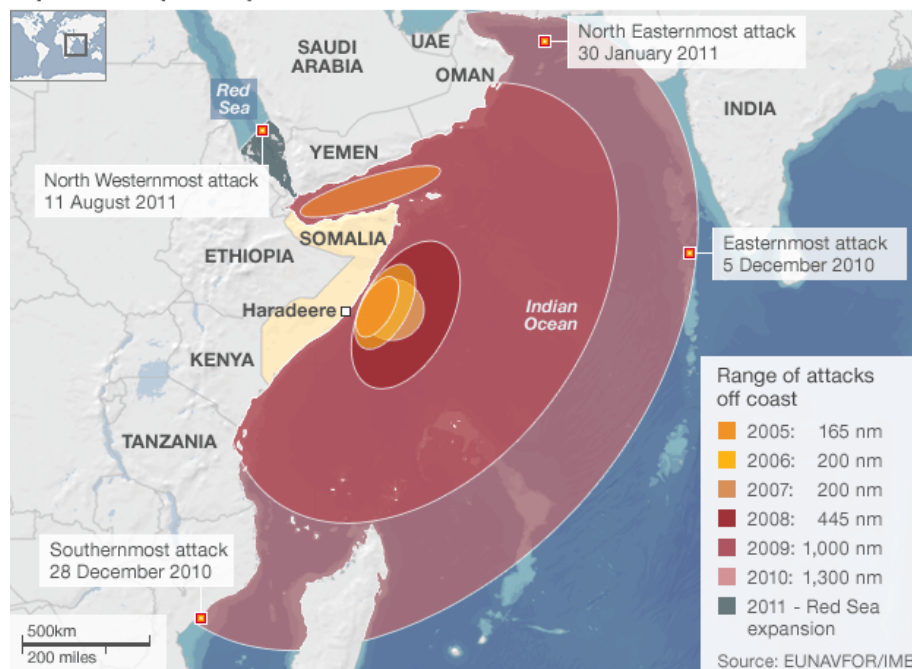 North Easternmost attack
30 January 2011
SAUDI
ARABIA
UAE
OMAN
Red
Sea
INDIA
YEMEN
North Westernmost attack
11 August 2011
SOMALIA
ETHIOPIA
Easternmost attack
5 December 2010
Haradeere
Indian
Ocean
KENYA
TANZANIA
Range of attacks
off coast
2005: 165 nm
2006: 200 nm
2007: 200 nm
2008: 445 nm
2009: 1,000 nm
2010: 1,300 nm
2011 - Red Sea
expansion
Southernmost attack
28 December 2010
500km
200 miles
Source: EUNAVFOR/IMB